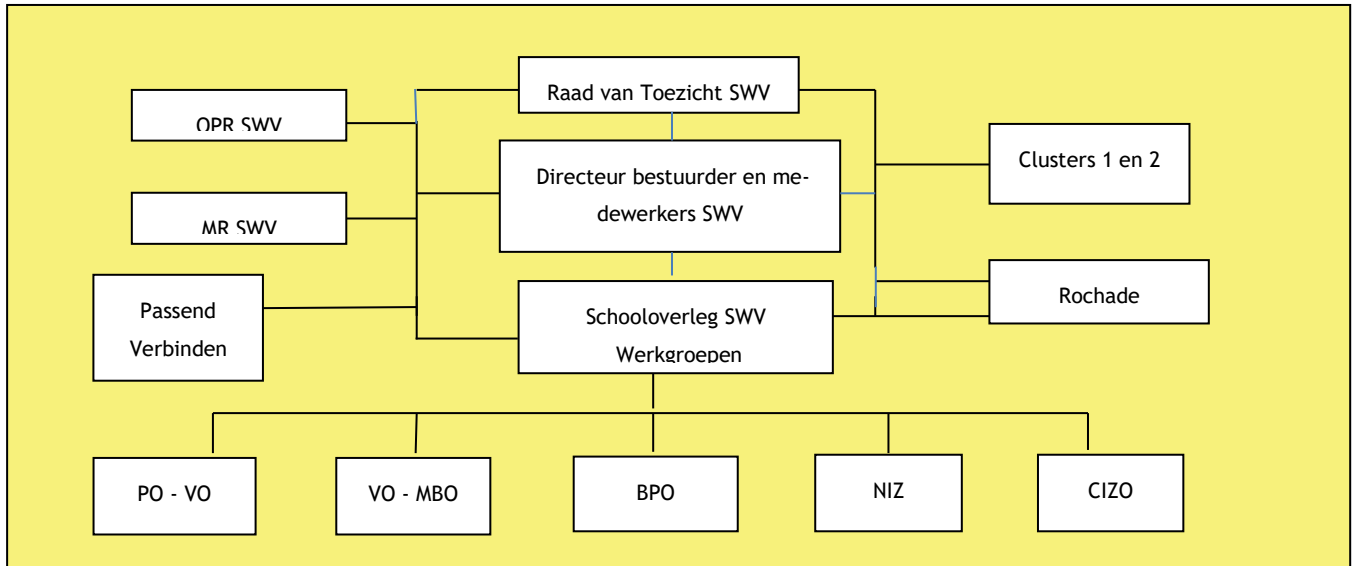 Raad van Toezicht SWV
OPR SWV
Clusters 1 en 2
Directeur bestuurder en me-
dewerkers SWV
MR SWV
Passend
Verbinden
Schooloverleg SWV
Werkgroepen
Rochade
PO - VO
VO - MBO
BPO
NIZ
CIZO